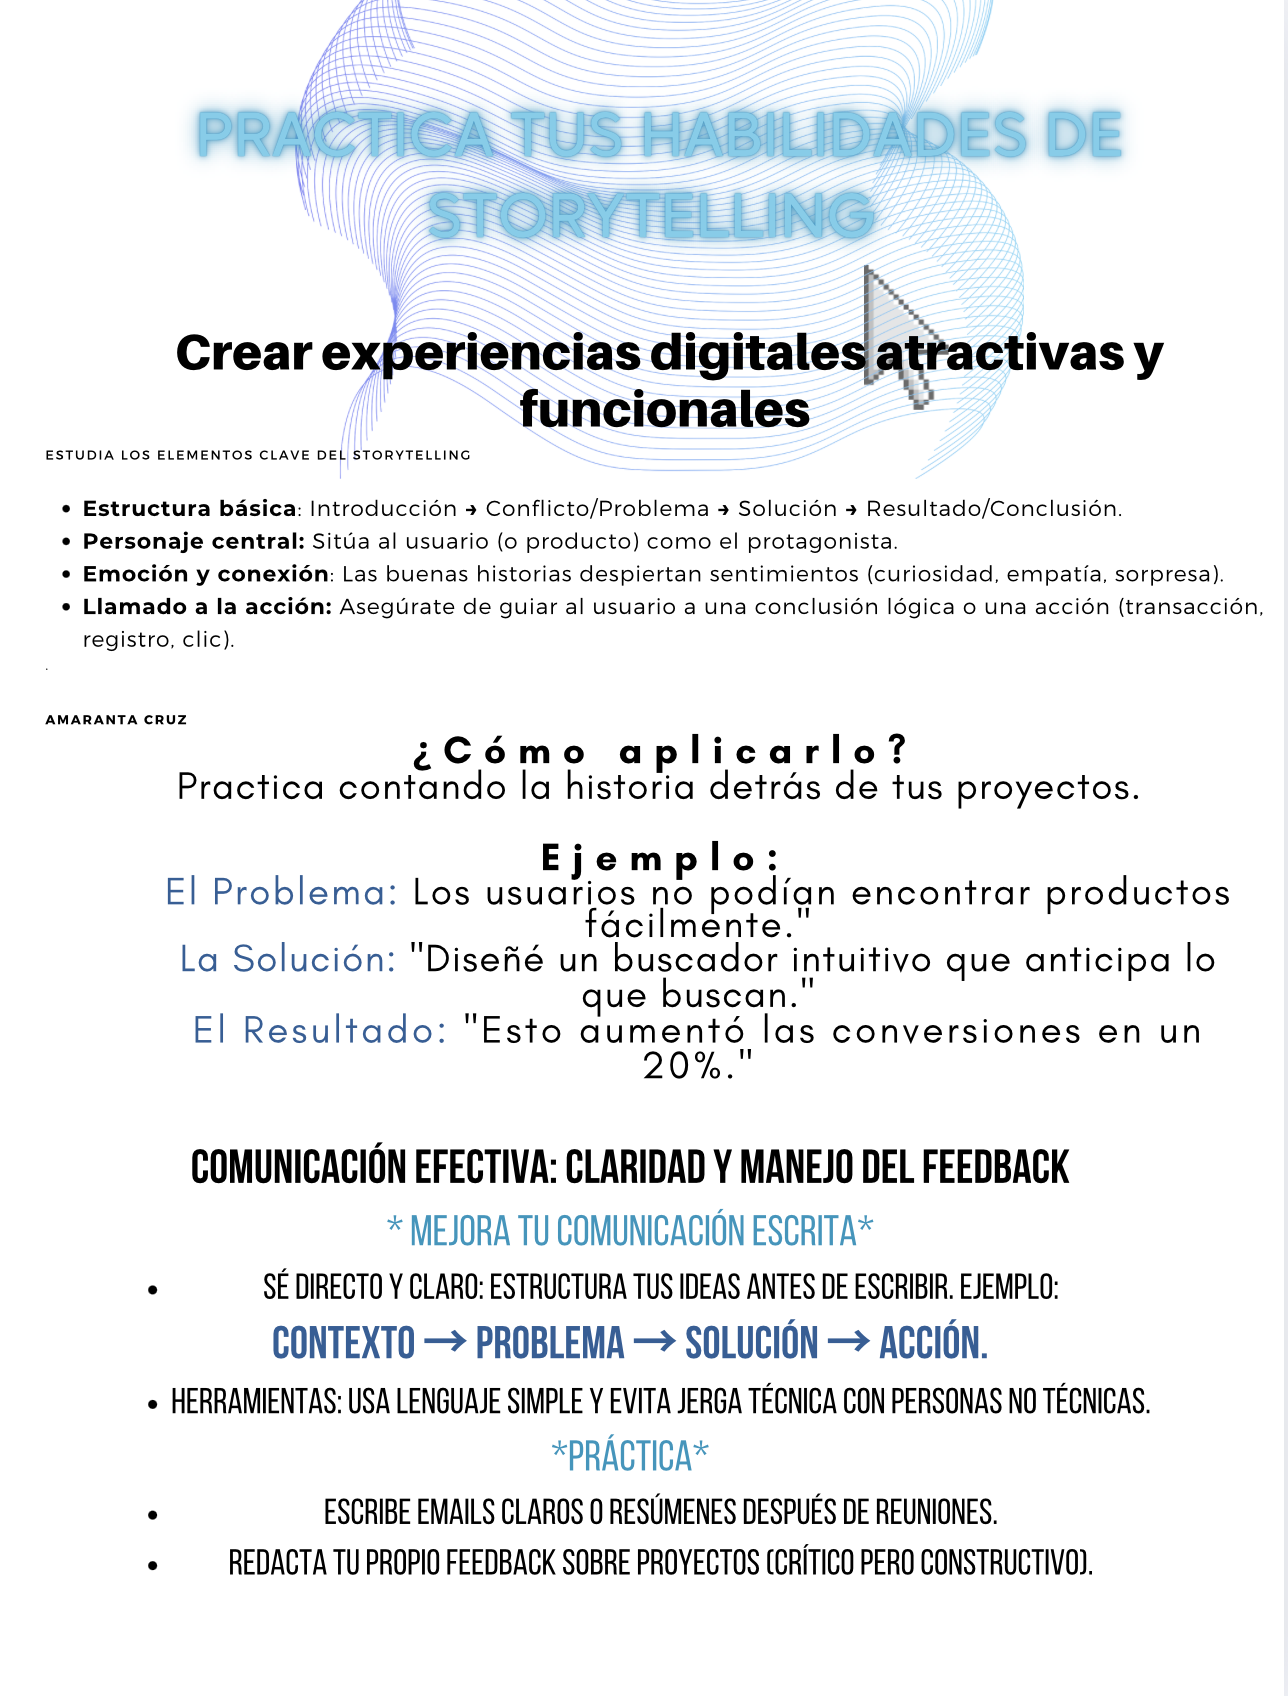 PRACTICA TUS HABILIDADES DE
STORYTELLING
Crear experiencias digitales atractivas y
funcionales
ESTUDIA LOS ELEMENTOS CLAVE DEL STORYTELLING
• Estructura básica: Introducción → Conflicto/Problema → Solución → Resultado/Conclusión.
• Personaje central: Sitúa al usuario (o producto) como el protagonista.
• Emoción y conexión: Las buenas historias despiertan sentimientos (curiosidad, empatía, sorpresa).
• Llamado a la acción: Asegúrate de guiar al usuario a una conclusión lógica o una acción (transacción,
registro, clic).
.
AMARANTA CRUZ
¿Cómo aplicarlo?
Practica contando la historia detrás de tus proyectos.
Ejemplo:
El Problema: Los usuarios no podían encontrar productos
fácilmente."
La Solución: "Diseñé un buscador intuitivo que anticipa lo
que buscan."
El Resultado: "Esto aumentó las conversiones en un
20%."
COMUNICACIÓN EFECTIVA: CLARIDAD Y MANEJO DEL FEEDBACK
* MEJORA TU COMUNICACIÓN ESCRITA*
• SÉ DIRECTO Y CLARO: ESTRUCTURA TUS IDEAS ANTES DE ESCRIBIR. EJEMPLO:
CONTEXTO → PROBLEMA → SOLUCIÓN → ACCIÓN.
• HERRAMIENTAS: USA LENGUAJE SIMPLE Y EVITA JERGA TÉCNICA CON PERSONAS NO TÉCNICAS.
*PRÁCTICA*
• ESCRIBE EMAILS CLAROS O RESÚMENES DESPUÉS DE REUNIONES.
• REDACTA TU PROPIO FEEDBACK SOBRE PROYECTOS (CRÍTICO PERO CONSTRUCTIVO).